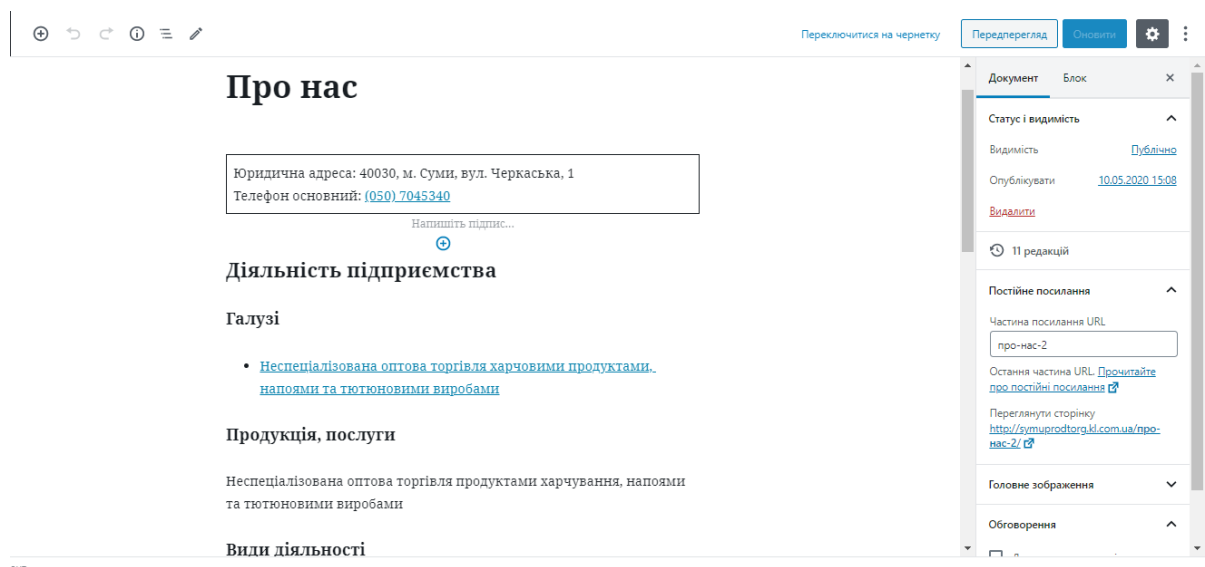 Переключитися на чернетку
Передперегляд
Оновити
Про нас
Юридична адреса: 40030, м. Суми, вул. Черкаська, 1
Телефон основний: (050) 7045340
Напишіть підпис...
Діяльність підприємства
Галузі
Неспеціалізована оптова торгівля харчовими продуктами,
напоями та тютюновими виробами
Продукція, послуги
Неспеціалізована оптова торгівля продуктами харчування, напоями
та тютюновими виробами
Види діяльності
Документ
Блок
Статус і видимість
Видимість
Публічно
Опублікувати
10.05.2020 15:08
Видалити
11 редакцій
Постійне посилання
Частина посилання URL
про-нас-2
Остання частина URL. Прочитайте
про постійні посилання
Переглянути сторінку
http://symuprodtorg.kl.com.ua/про-
нас-2/
Головне зображення
Обговорення